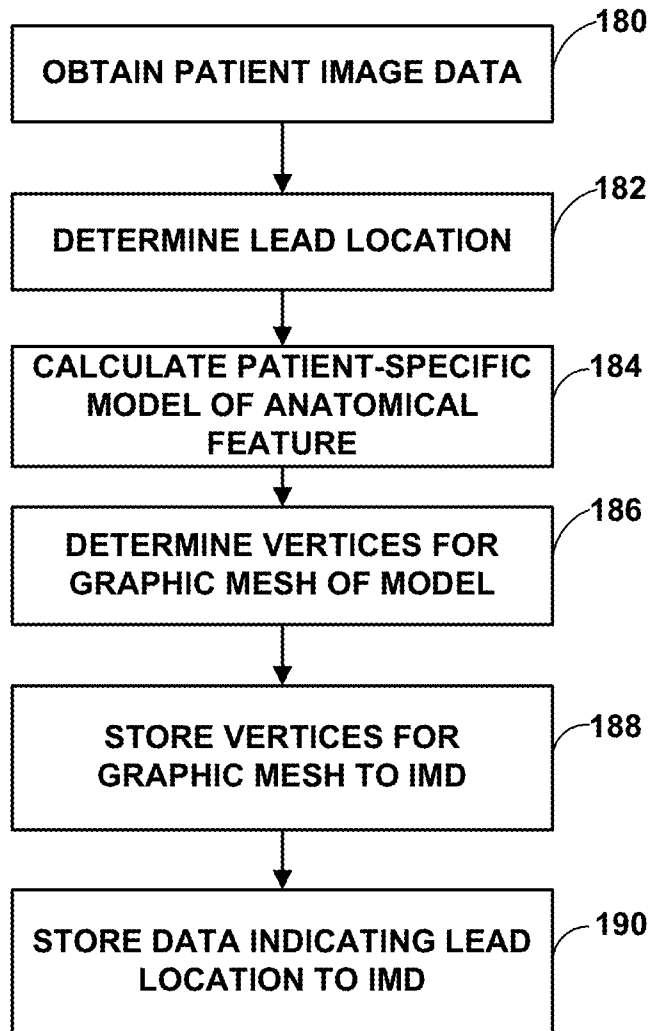 180
OBTAIN PATIENT IMAGE DATA
182
DETERMINE LEAD LOCATION
184
CALCULATE PATIENT-SPECIFIC
MODEL OF ANATOMICAL
FEATURE
186
DETERMINE VERTICES FOR
GRAPHIC MESH OF MODEL
188
STORE VERTICES FOR
GRAPHIC MESH TO IMD
190
STORE DATA INDICATING LEAD
LOCATION TO IMD